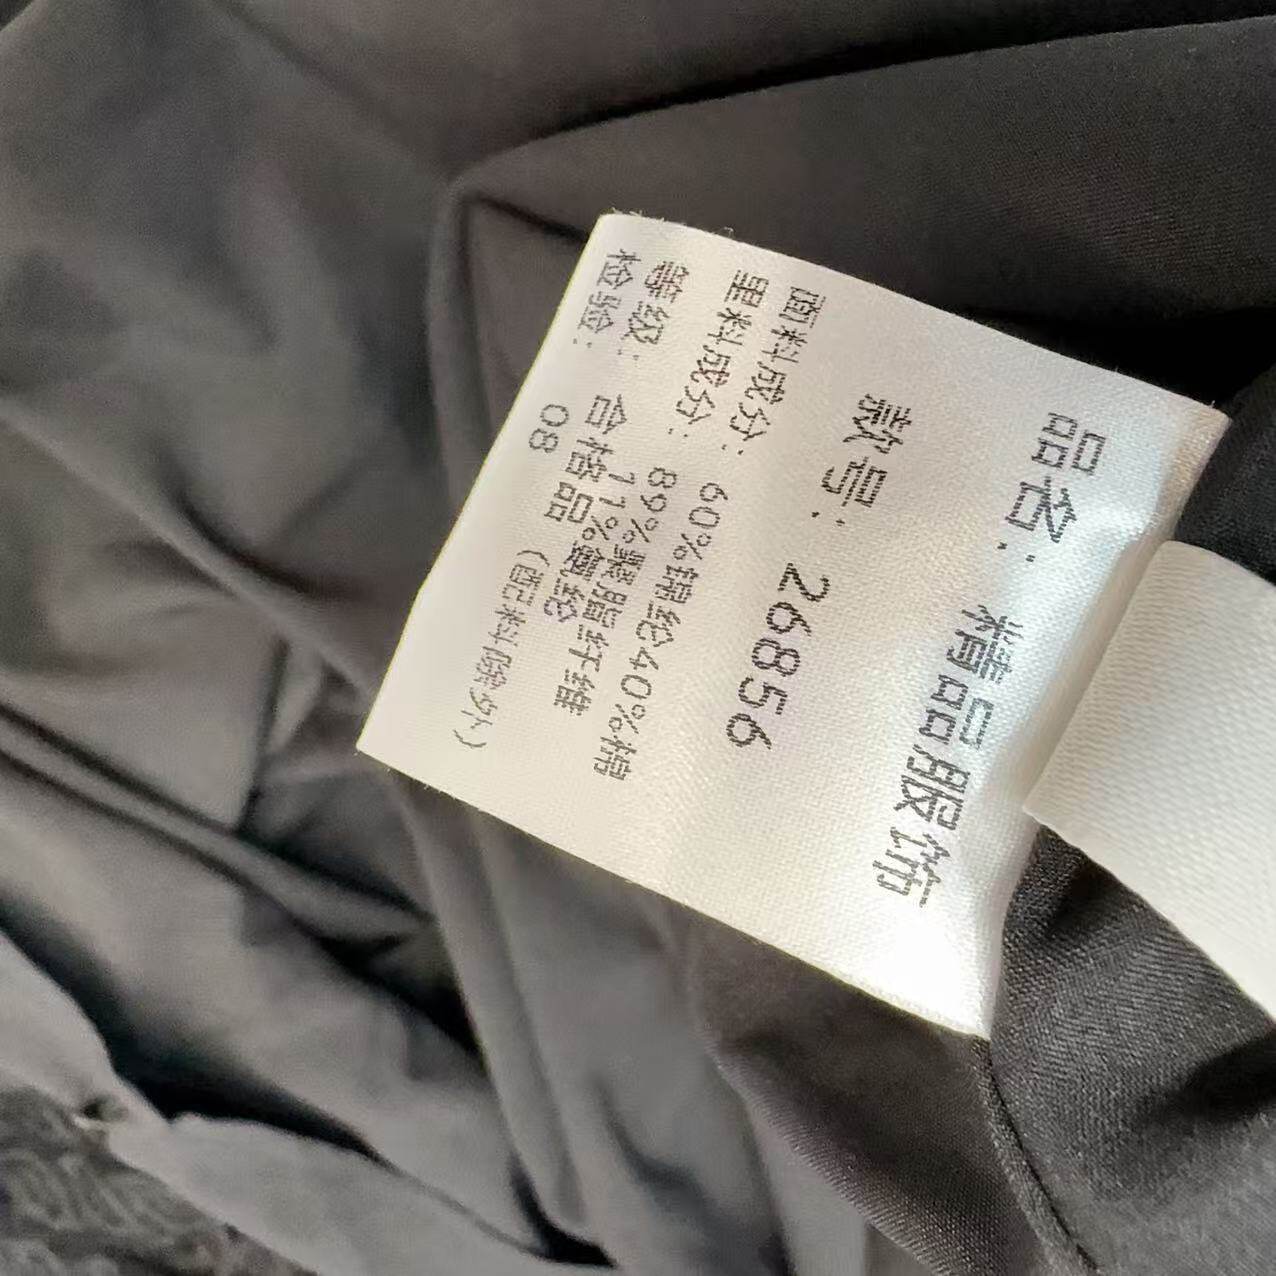 品名：精品服饰
款号：26856
面料成分：60%锦纶40%棉
里料成分：89%聚脂纤维
11%氨纶
（配料除外）
等级：合格品
检验：08